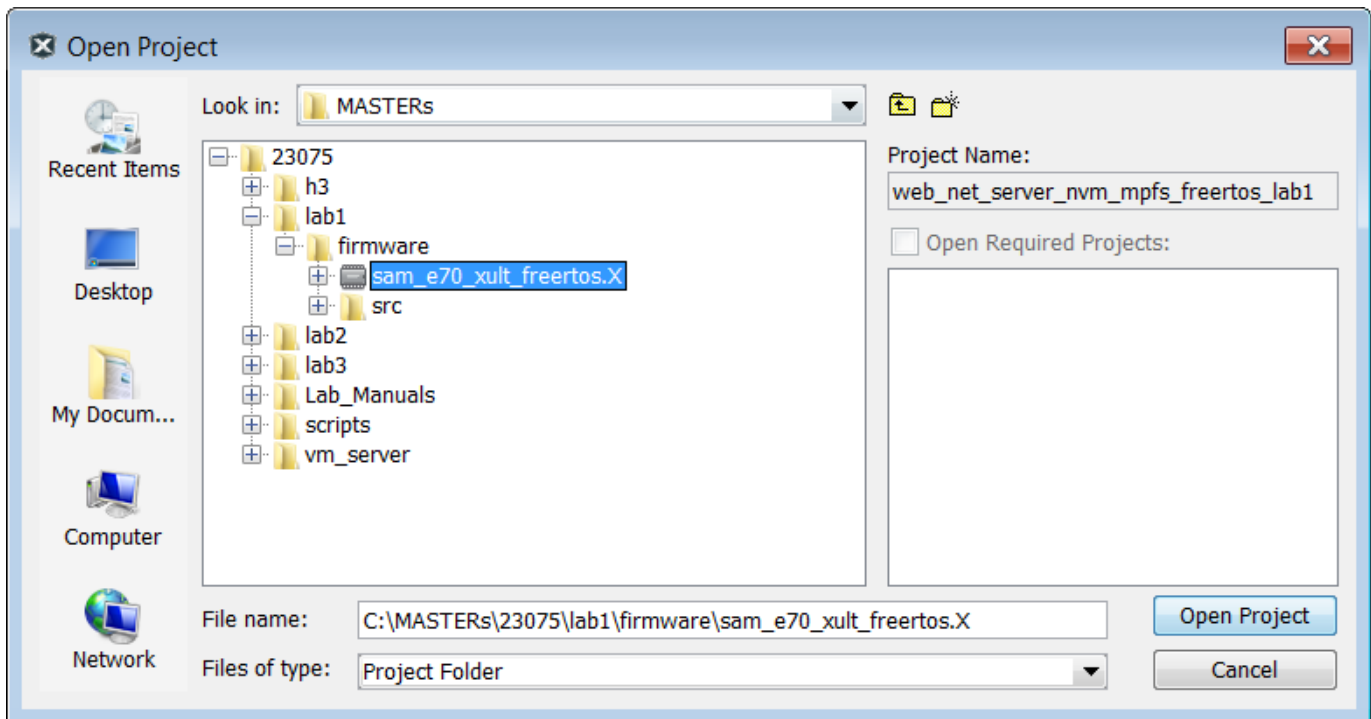 Open Project
Look in: MASTERs
Recent Items
Desktop
My Docum...
Computer
Network
23075
h3
lab1
firmware
sam_e70_xult_freertos.X
src
lab2
lab3
Lab_Manuals
scripts
vm_server
Project Name:
web_net_server_nvm_mpfs_freertos_lab1
Open Required Projects:
File name: C:\MASTERs\23075\lab1\firmware\sam_e70_xult_freertos.X
Files of type: Project Folder
Open Project
Cancel